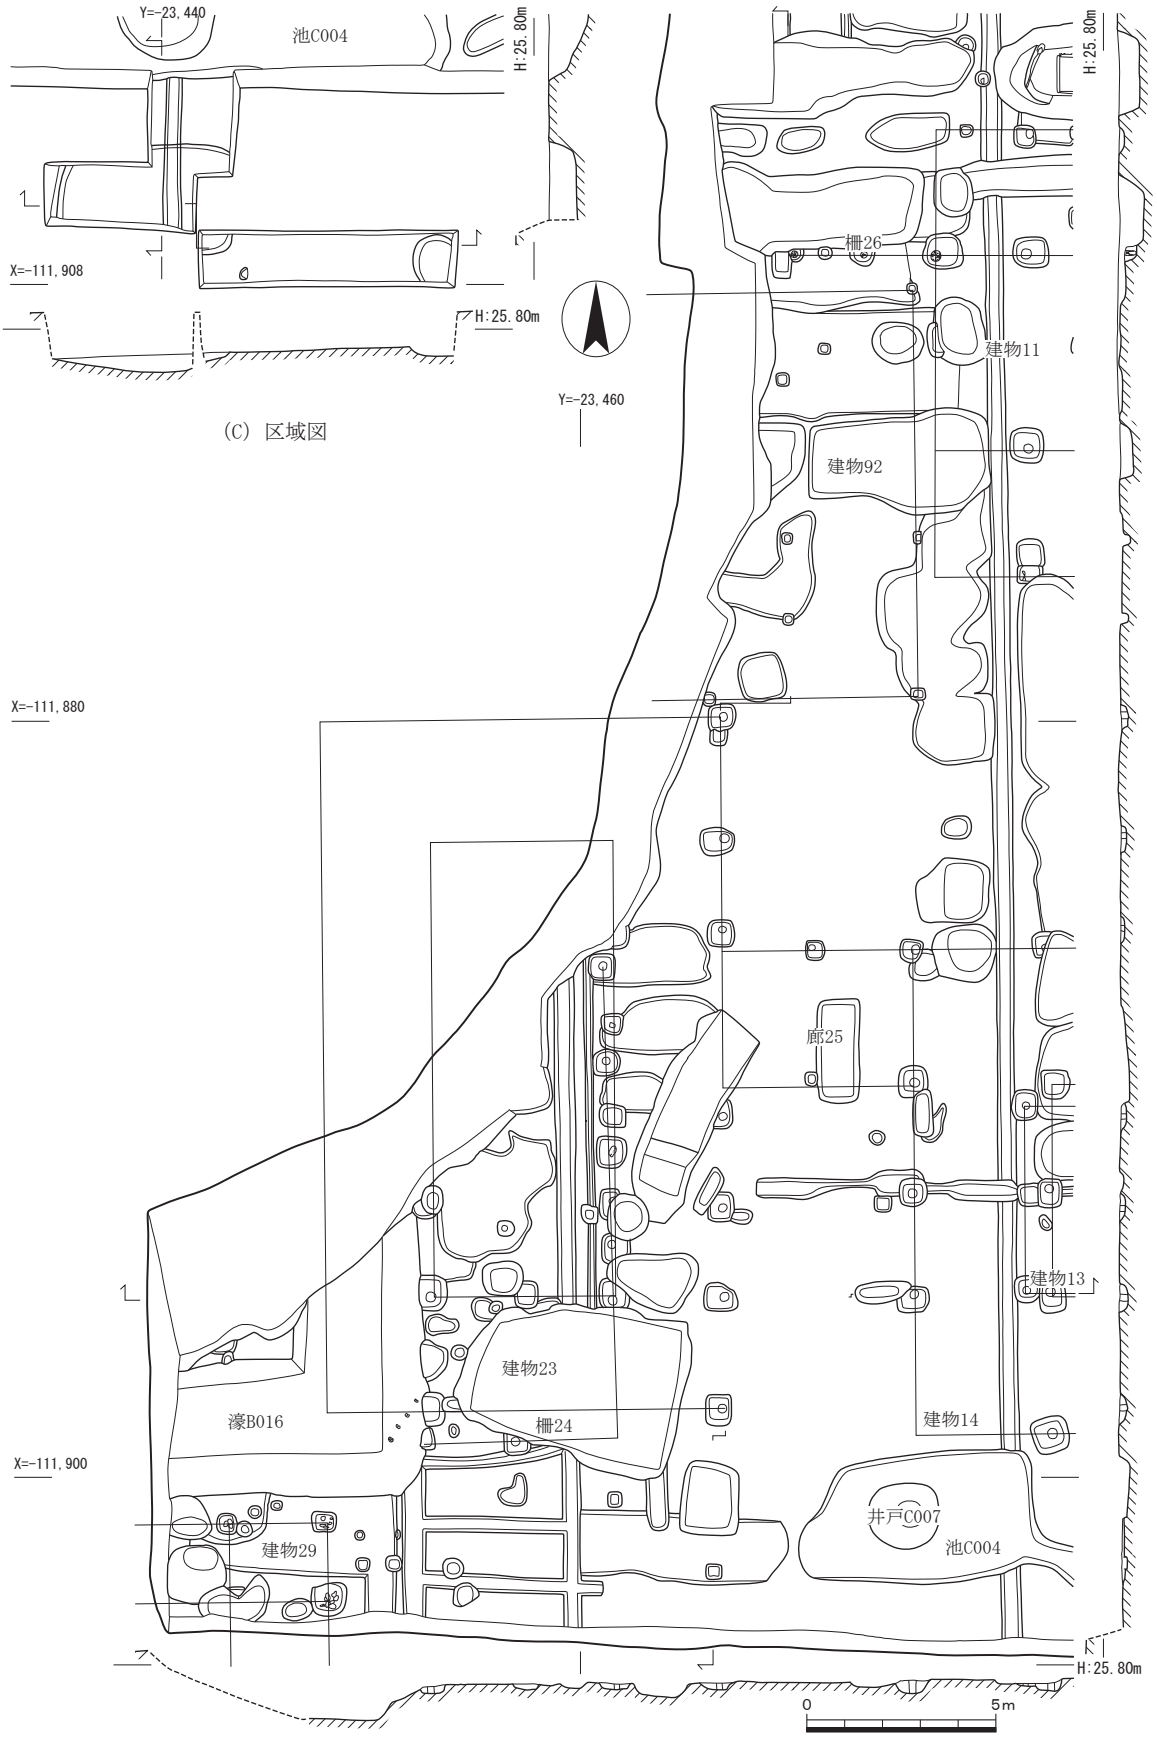 Y=-23,440
池C004
H:25.80m
H:25.80m
柵26
X=-111,908
H:25.80m
建物11
Y=-23,460
(C) 区域図
建物92
X=-111,880
廊25
建物13
建物23
濠B016
柵24
建物14
X=-111,900
井戸C007
池C004
建物29
H:25.80m
0 5m